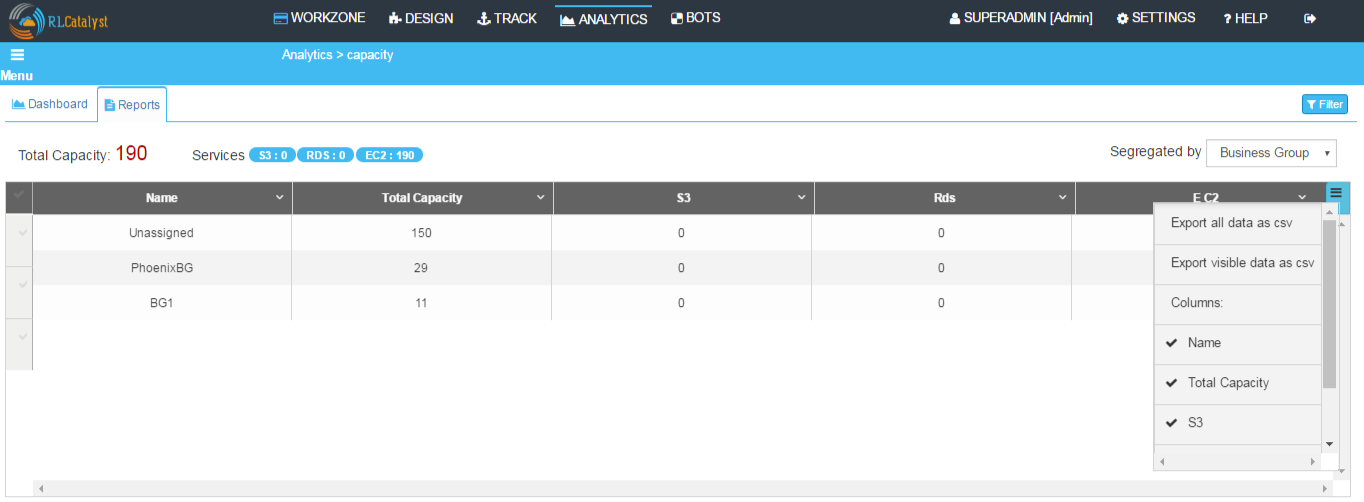 RLCatalyst WORKZONE DESIGN TRACK ANALYTICS BOTS SUPERADMIN [Admin] SETTINGS ? HELP
Menu
Analytics > capacity
Dashboard Reports Filter
Total Capacity: 190 Services S3 : 0 RDS : 0 EC2 : 190 Segregated by Business Group
Name Total Capacity S3 Rds E C2
Unassigned 150 0 0
PhoenixBG 29 0 0
BG1 11 0 0
Export all data as csv
Export visible data as csv
Columns:
Name
Total Capacity
S3